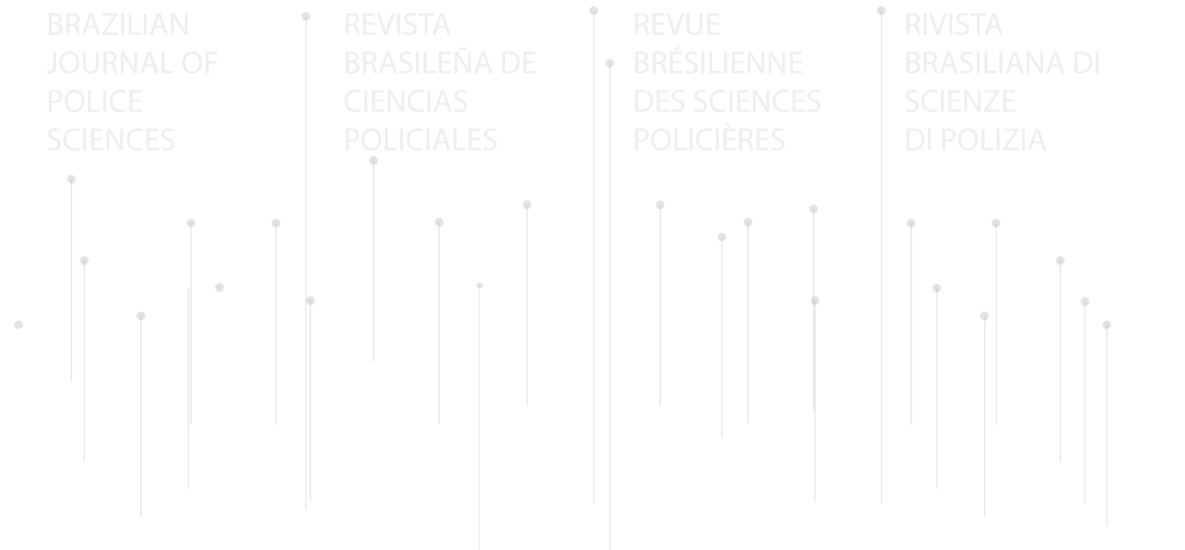 BRAZILIAN
JOURNAL OF
POLICE
SCIENCES
REVISTA
BRASILEÑA DE
CIENCIAS
POLICIALES
REVUE
BRÉSILIENNE
DES SCIENCES
POLICIÈRES
RIVISTA
BRASILIANA DI
SCIENZE
DI POLIZIA